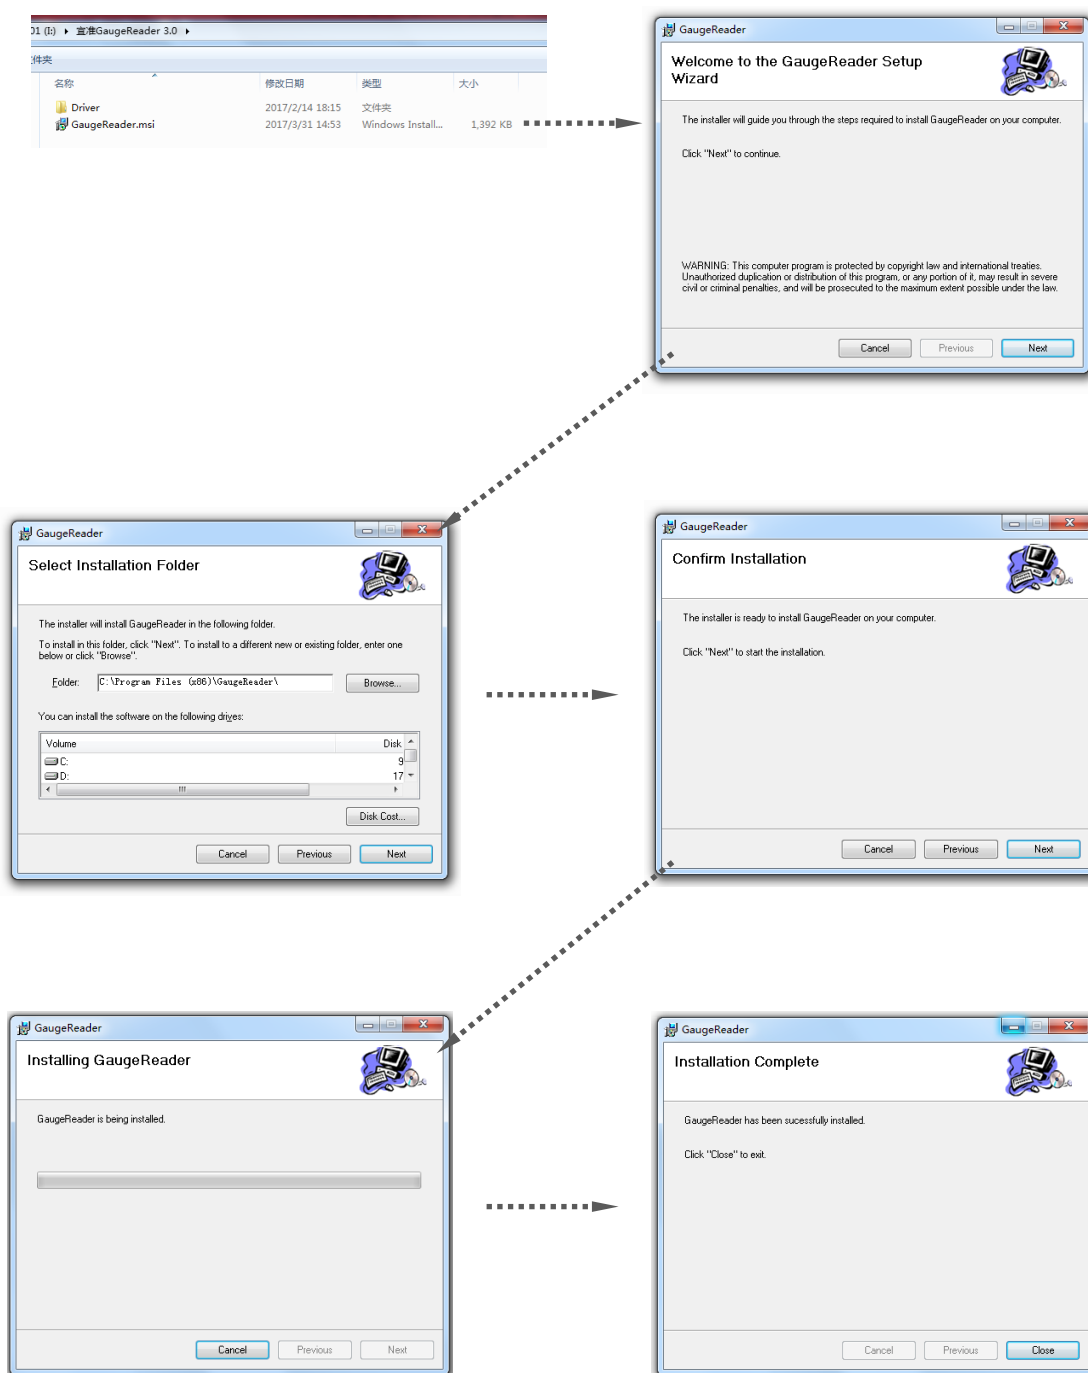 01 (I:) ▸ 宜准GaugeReader 3.0 ▸
件夹
名称 修改日期 类型 大小
Driver 2017/2/14 18:15 文件夹
GaugeReader.msi 2017/3/31 14:53 Windows Install... 1,392 KB
GaugeReader
Welcome to the GaugeReader Setup
Wizard
The installer will guide you through the steps required to install GaugeReader on your computer.
Click "Next" to continue.
WARNING: This computer program is protected by copyright law and international treaties.
Unauthorized duplication or distribution of this program, or any portion of it, may result in severe
civil or criminal penalties, and will be prosecuted to the maximum extent possible under the law.
Cancel Previous Next
GaugeReader
Select Installation Folder
The installer will install GaugeReader in the following folder.
To install in this folder, click "Next". To install to a different new or existing folder, enter one
below or click "Browse".
Folder: C:\Program Files (x86)\GaugeReader\ Browse...
You can install the software on the following drives:
Volume Disk
C: 9
D: 17
Disk Cost...
Cancel Previous Next
GaugeReader
Confirm Installation
The installer is ready to install GaugeReader on your computer.
Click "Next" to start the installation.
Cancel Previous Next
GaugeReader
Installing GaugeReader
GaugeReader is being installed.
Cancel Previous Next
GaugeReader
Installation Complete
GaugeReader has been sucessfully installed.
Click "Close" to exit.
Cancel Previous Close